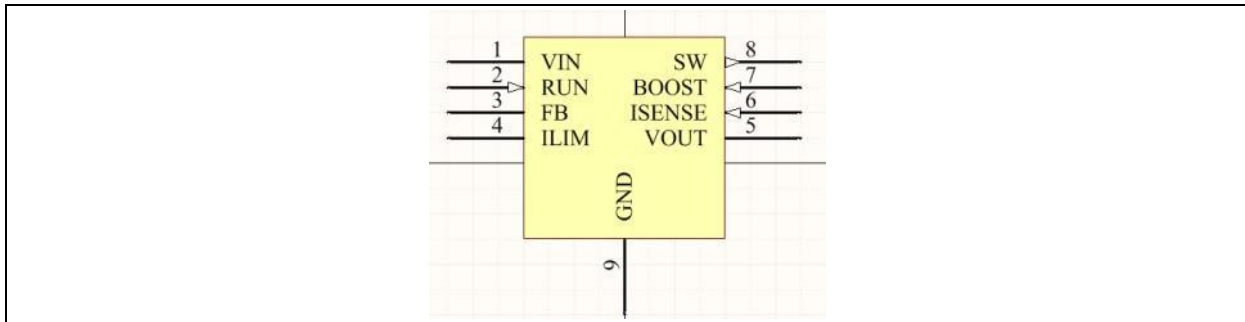 1 VIN SW 8
2 RUN BOOST 7
3 FB ISENSE 6
4 ILIM VOUT 5
GND
9